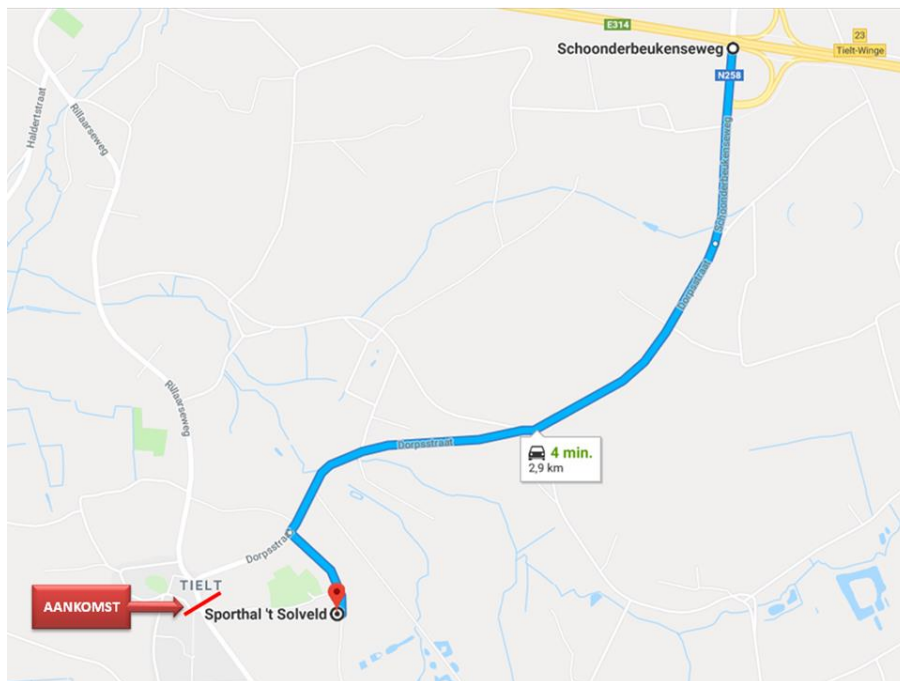 E314
23
Tielt-Winge
Schoonderbeukenseweg
N258
Haldertstraat
Rillaarseweg
Schoonderbeukenseweg
Dorpsstraat
Rillaarseweg
Dorpsstraat
4 min.
2,9 km
Dorpsstraat
TIELT
AANKOMST
Sporthal 't Solveld